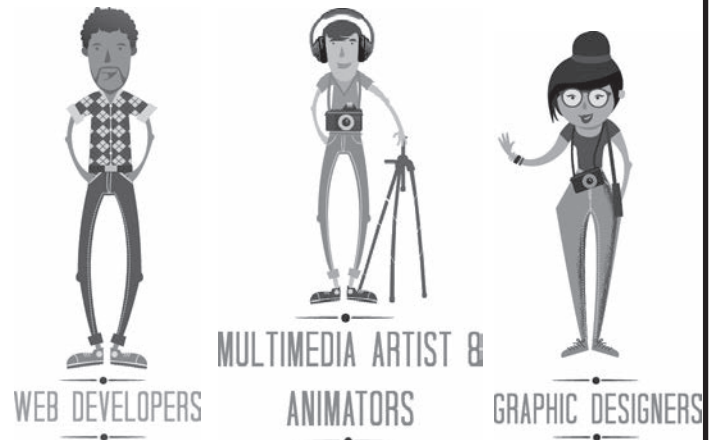 WEB DEVELOPERS
MULTIMEDIA ARTIST &
ANIMATORS
GRAPHIC DESIGNERS